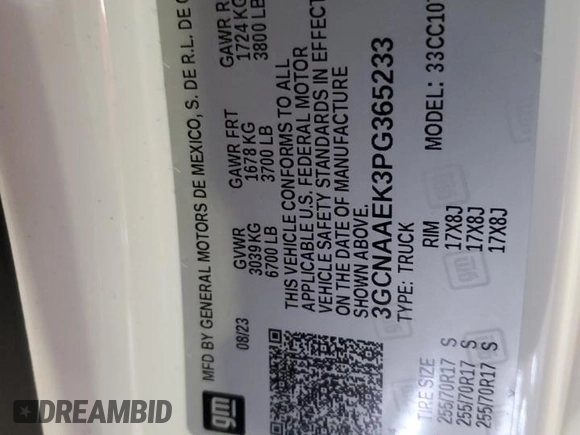 gm
MFD BY GENERAL MOTORS DE MEXICO, S. DE R.L. DE
08/23
GVWR
3039 KG
6700 LB
GAWR FRT
1678 KG
3700 LB
GAWR
1724 KG
3800 LB
THIS VEHICLE CONFORMS TO ALL
APPLICABLE U.S. FEDERAL MOTOR
VEHICLE SAFETY STANDARDS IN EFFECT
ON THE DATE OF MANUFACTURE
SHOWN ABOVE.
3GCNAAEK3PG365233
TYPE: TRUCK
MODEL: 33CC10
TIRE SIZE
RIM
255/70R17 S
17X8J
255/70R17 S
17X8J
255/70R17 S
17X8J
DREAMBID